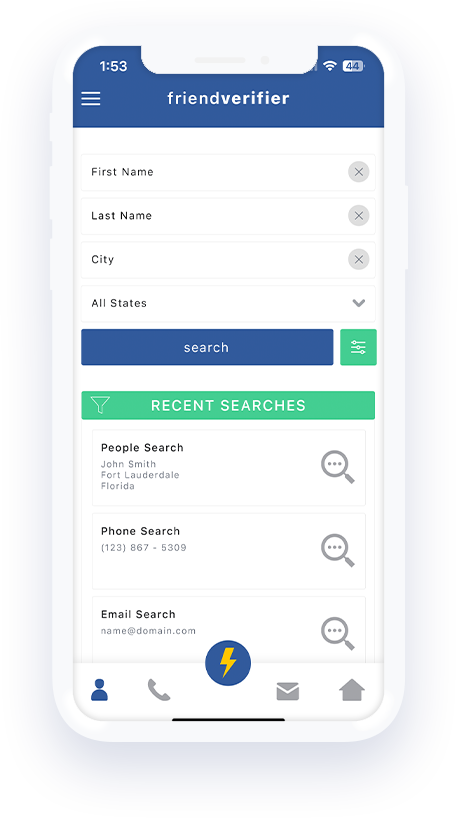 1:53
44
friendverifier
First Name
Last Name
City
All States
search
RECENT SEARCHES
People Search
John Smith
Fort Lauderdale
Florida
Phone Search
(123) 867 - 5309
Email Search
name@domain.com